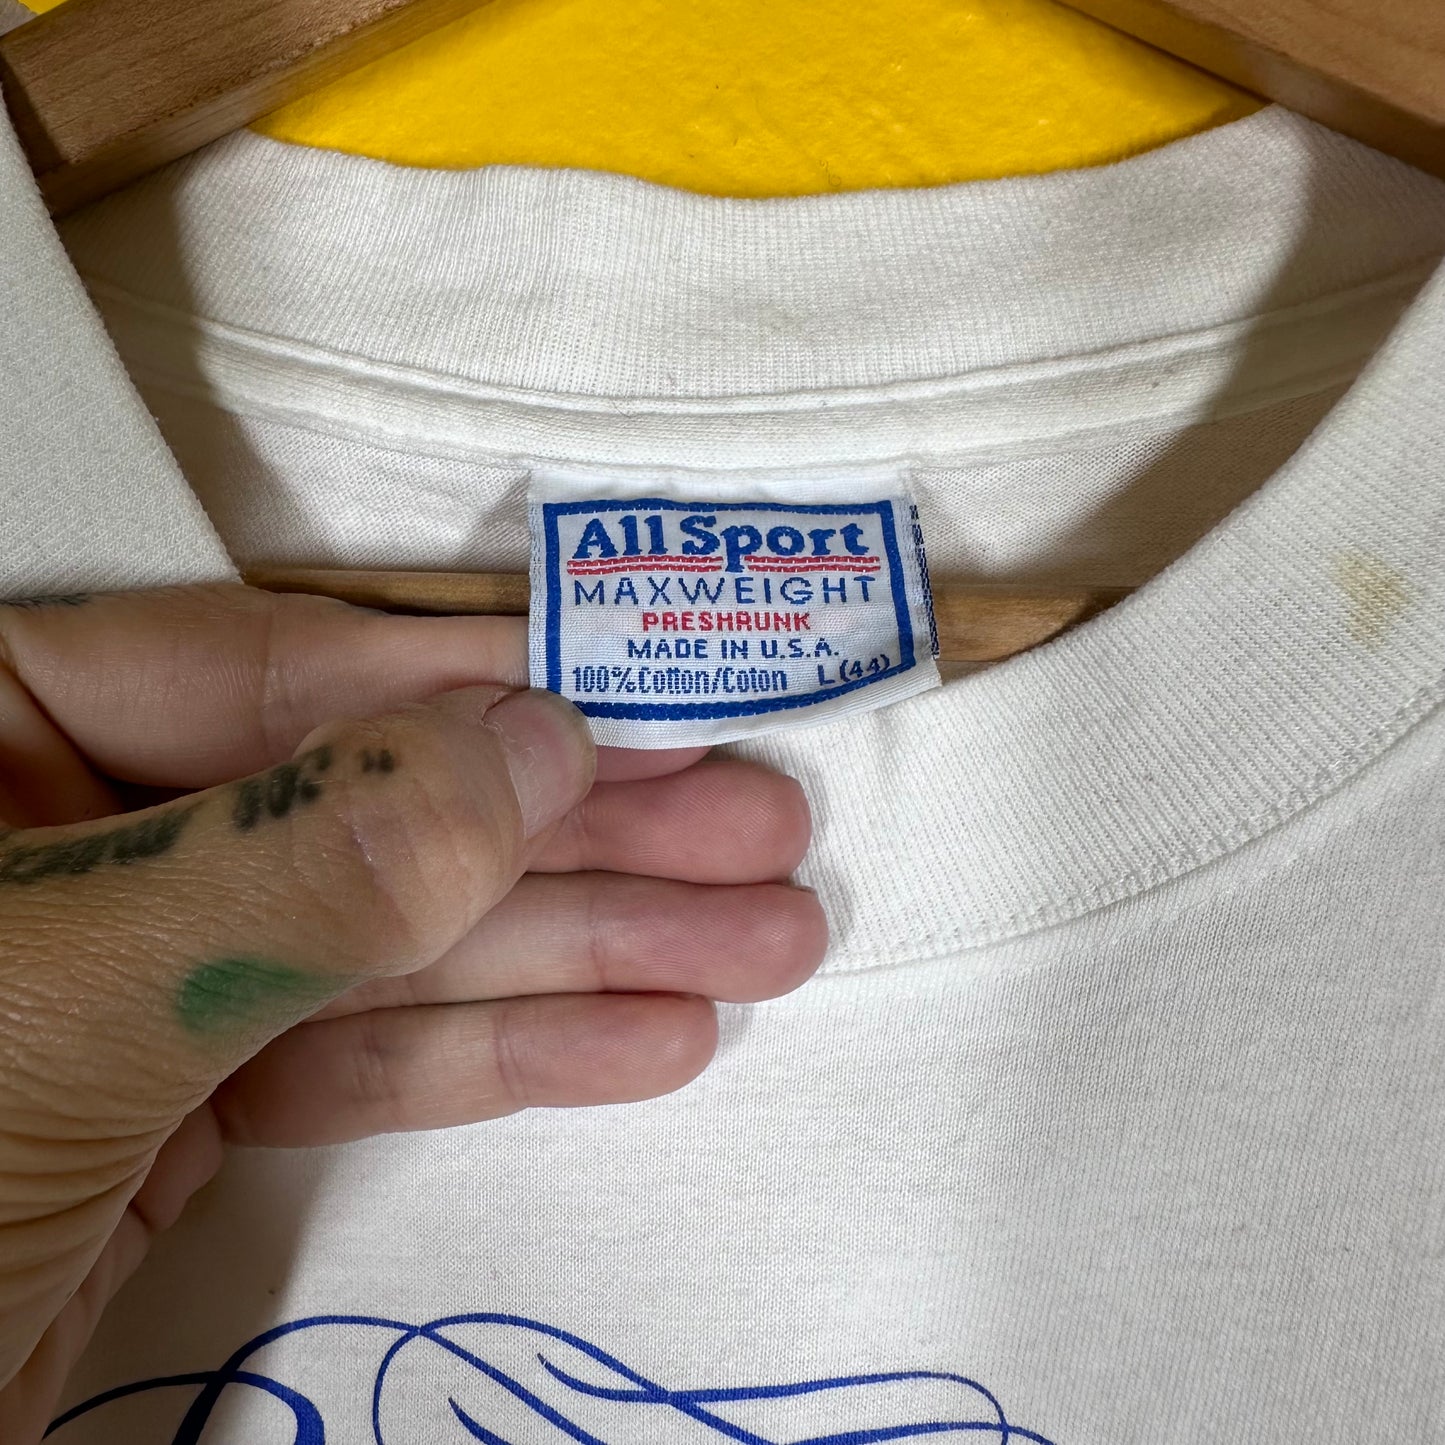 All Sport
MAXWEIGHT
PRESHRUNK
MADE IN U.S.A.
100%Cotton/Coton L(44)